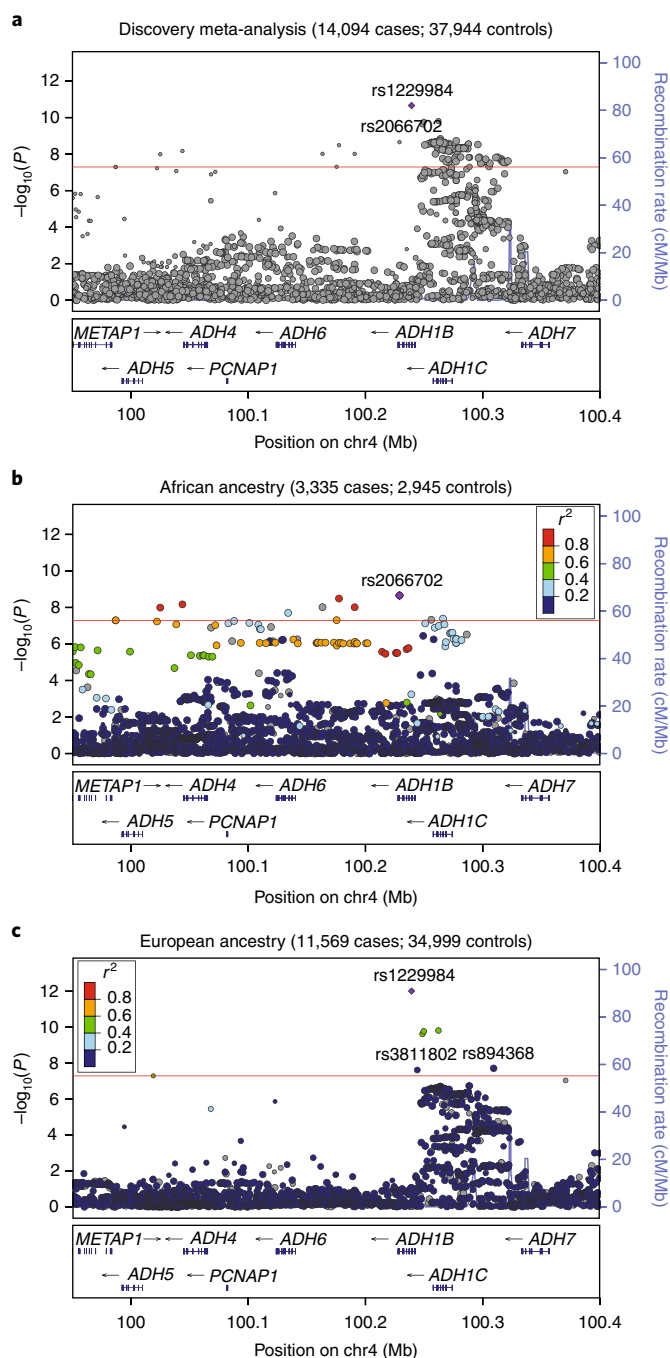 a
Discovery meta-analysis (14,094 cases; 37,944 controls)
12
10
8
6
4
2
0
–log10(P)
rs1229984
rs2066702
100
80
60
40
20
0
Recombination rate (cM/Mb)
METAP1 → ← ADH4 ← ADH6 ← ADH1B ← ADH7
← ADH5 ← PCNAP1 ← ADH1C
100 100.1 100.2 100.3 100.4
Position on chr4 (Mb)
b
African ancestry (3,335 cases; 2,945 controls)
12
10
8
6
4
2
0
–log10(P)
rs2066702
r2
0.8
0.6
0.4
0.2
100
80
60
40
20
0
Recombination rate (cM/Mb)
METAP1 → ← ADH4 ← ADH6 ← ADH1B ← ADH7
← ADH5 ← PCNAP1 ← ADH1C
100 100.1 100.2 100.3 100.4
Position on chr4 (Mb)
c
European ancestry (11,569 cases; 34,999 controls)
12
10
8
6
4
2
0
–log10(P)
r2
0.8
0.6
0.4
0.2
rs1229984
rs3811802 rs894368
100
80
60
40
20
0
Recombination rate (cM/Mb)
METAP1 → ← ADH4 ← ADH6 ← ADH1B ← ADH7
← ADH5 ← PCNAP1 ← ADH1C
100 100.1 100.2 100.3 100.4
Position on chr4 (Mb)